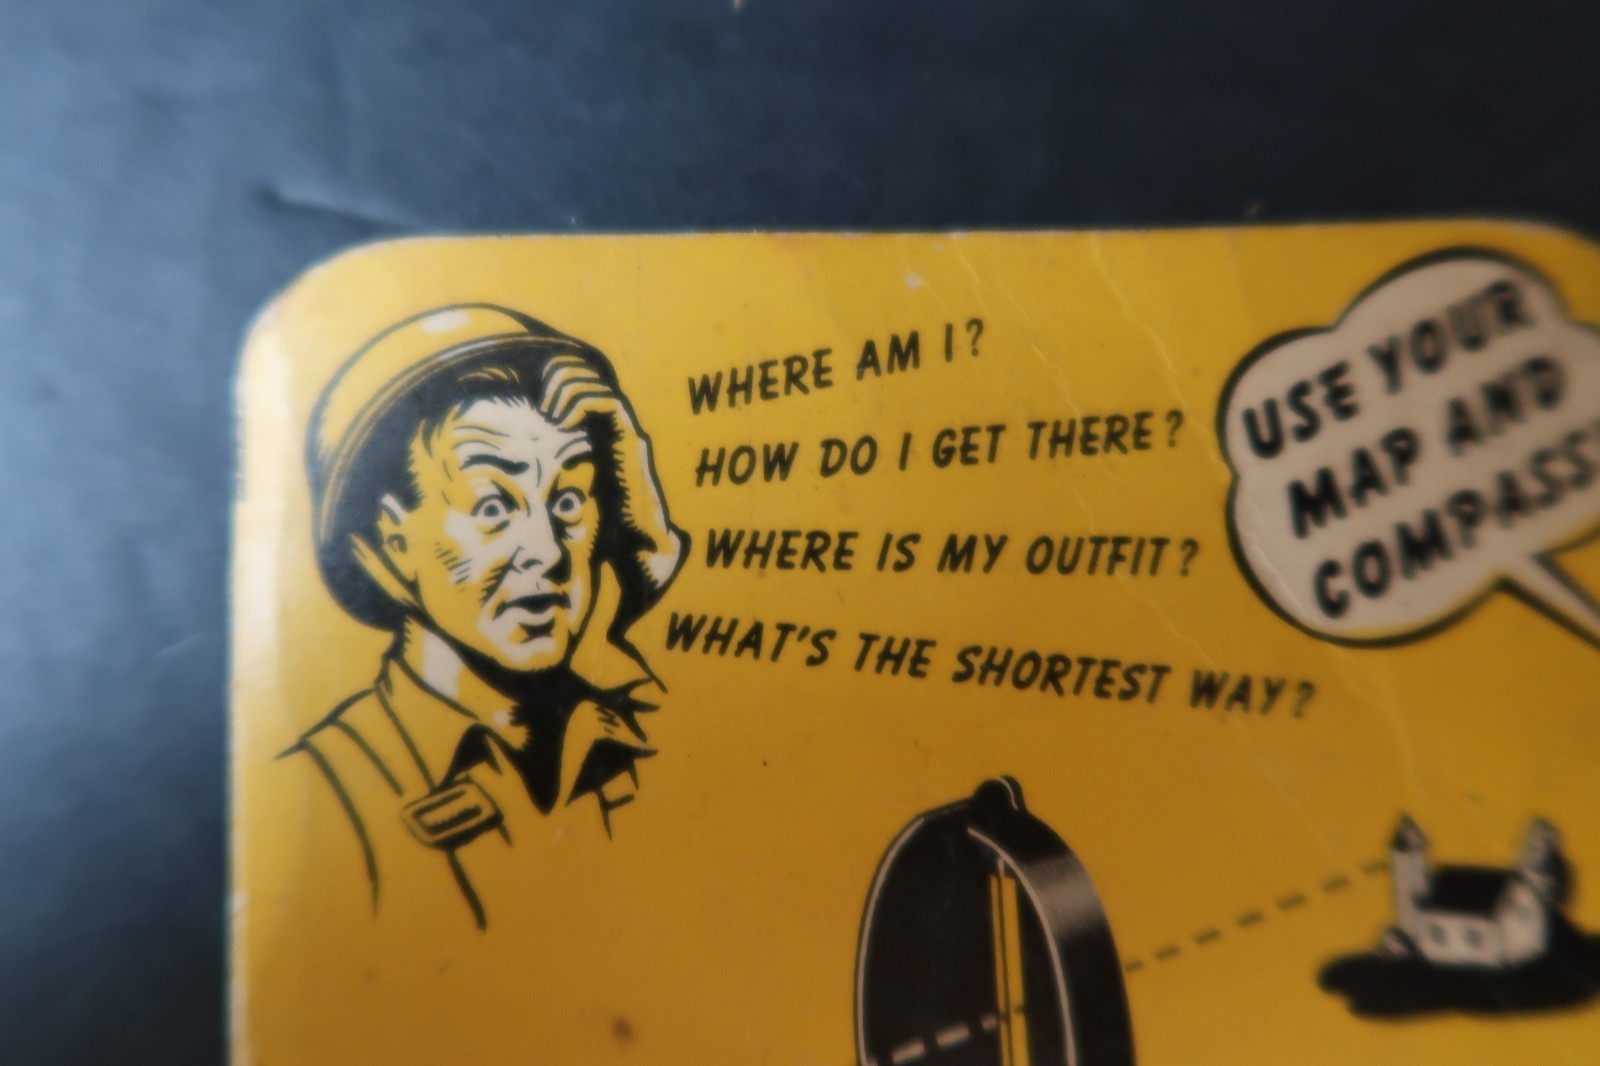 WHERE AM I?
HOW DO I GET THERE?
WHERE IS MY OUTFIT?
WHAT'S THE SHORTEST WAY?
USE YOUR
MAP AND
COMPASS!